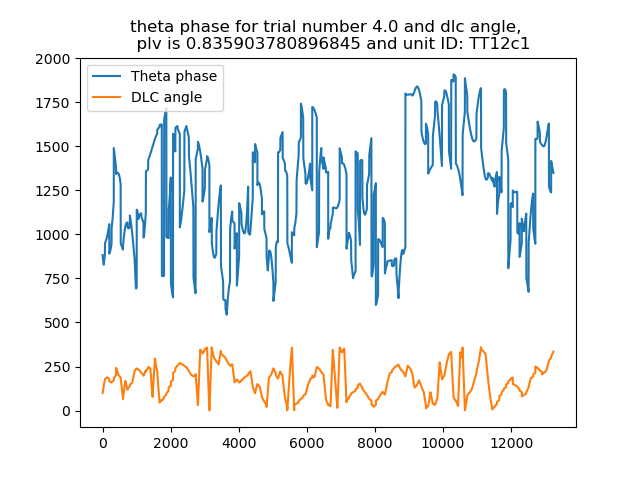 theta phase for trial number 4.0 and dlc angle,
plv is 0.835903780896845 and unit ID: TT12c1
Theta phase
DLC angle
2000
1750
1500
1250
1000
750
500
250
0
0 2000 4000 6000 8000 10000 12000